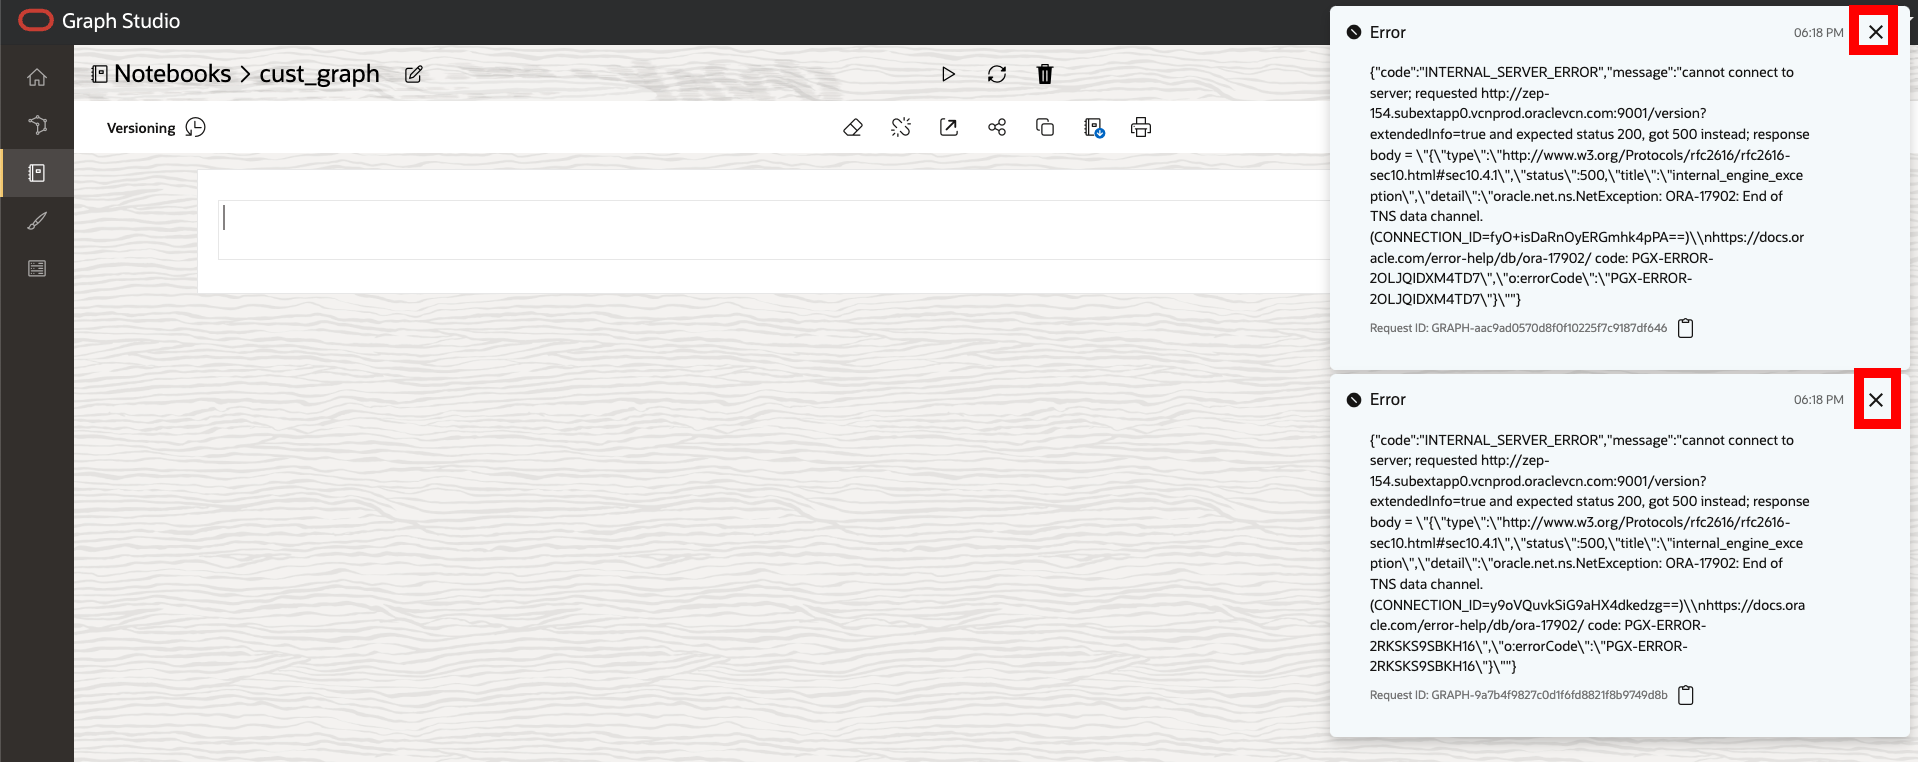 Graph Studio
Notebooks > cust_graph
Versioning
Error
06:18 PM
{"code":"INTERNAL_SERVER_ERROR","message":"cannot connect to
server; requested http://zep-
154.subextapp0.vcnprod.oraclevcn.com:9001/version?
extendedInfo=true and expected status 200, got 500 instead; response
body = \"{\"type\":\"http://www.w3.org/Protocols/rfc2616/rfc2616-
sec10.html#sec10.4.1\",\"status\":500,\"title\":\"internal_engine_exce
ption\",\"detail\":\"oracle.net.ns.NetException: ORA-17902: End of
TNS data channel.
(CONNECTION_ID=fyO+isDaRnOyERGmhk4pPA==)\\nhttps://docs.or
acle.com/error-help/db/ora-17902/ code: PGX-ERROR-
2OLJQIDXM4TD7\",\"o:errorCode\":\"PGX-ERROR-
2OLJQIDXM4TD7\"}\""}
Request ID: GRAPH-aac9ad0570d8f0f10225f7c9187df646
Error
06:18 PM
{"code":"INTERNAL_SERVER_ERROR","message":"cannot connect to
server; requested http://zep-
154.subextapp0.vcnprod.oraclevcn.com:9001/version?
extendedInfo=true and expected status 200, got 500 instead; response
body = \"{\"type\":\"http://www.w3.org/Protocols/rfc2616/rfc2616-
sec10.html#sec10.4.1\",\"status\":500,\"title\":\"internal_engine_exce
ption\",\"detail\":\"oracle.net.ns.NetException: ORA-17902: End of
TNS data channel.
(CONNECTION_ID=y9oVQuvkSiG9aHX4dkedzg==)\\nhttps://docs.ora
cle.com/error-help/db/ora-17902/ code: PGX-ERROR-
2RKSKS9SBKH16\",\"o:errorCode\":\"PGX-ERROR-
2RKSKS9SBKH16\"}\""}
Request ID: GRAPH-9a7b4f9827c0d1f6fd8821f8b9749d8b